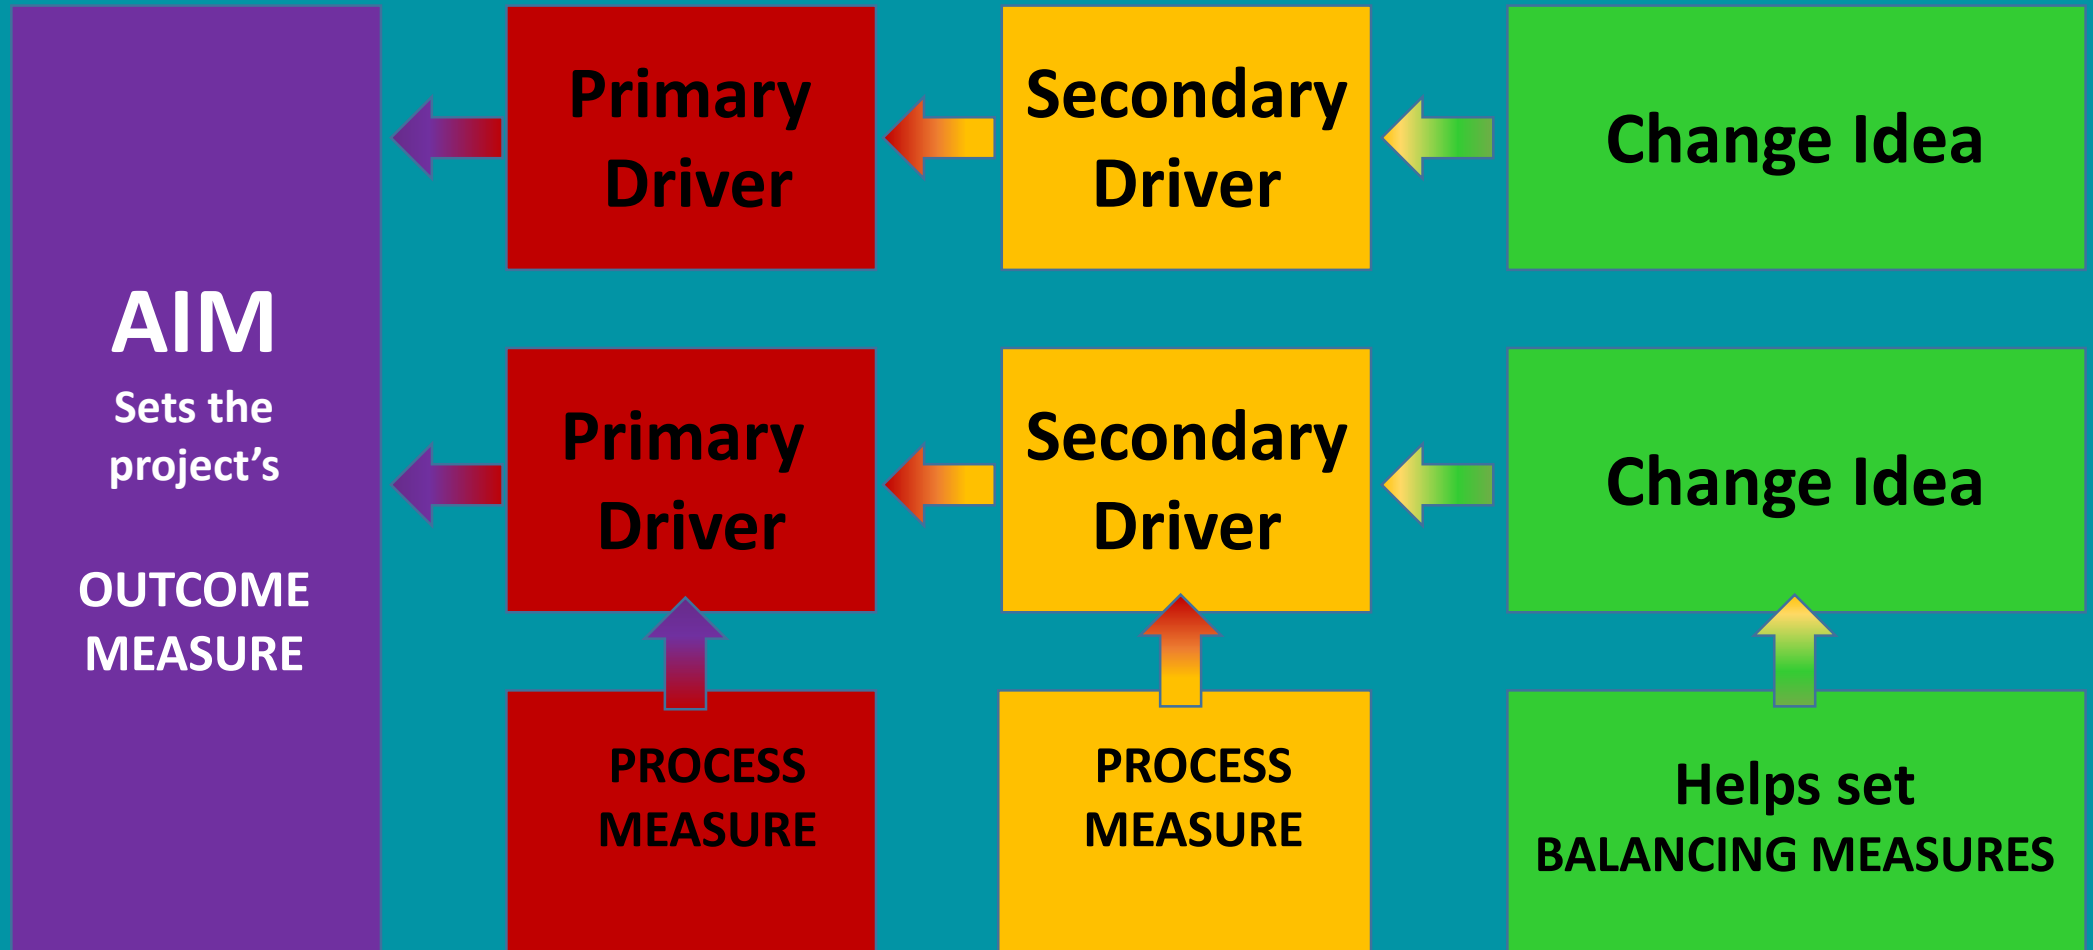 AIM
Sets the
project’s
OUTCOME
MEASURE
Primary
Driver
Secondary
Driver
Change Idea
Primary
Driver
Secondary
Driver
Change Idea
PROCESS
MEASURE
PROCESS
MEASURE
Helps set
BALANCING MEASURES